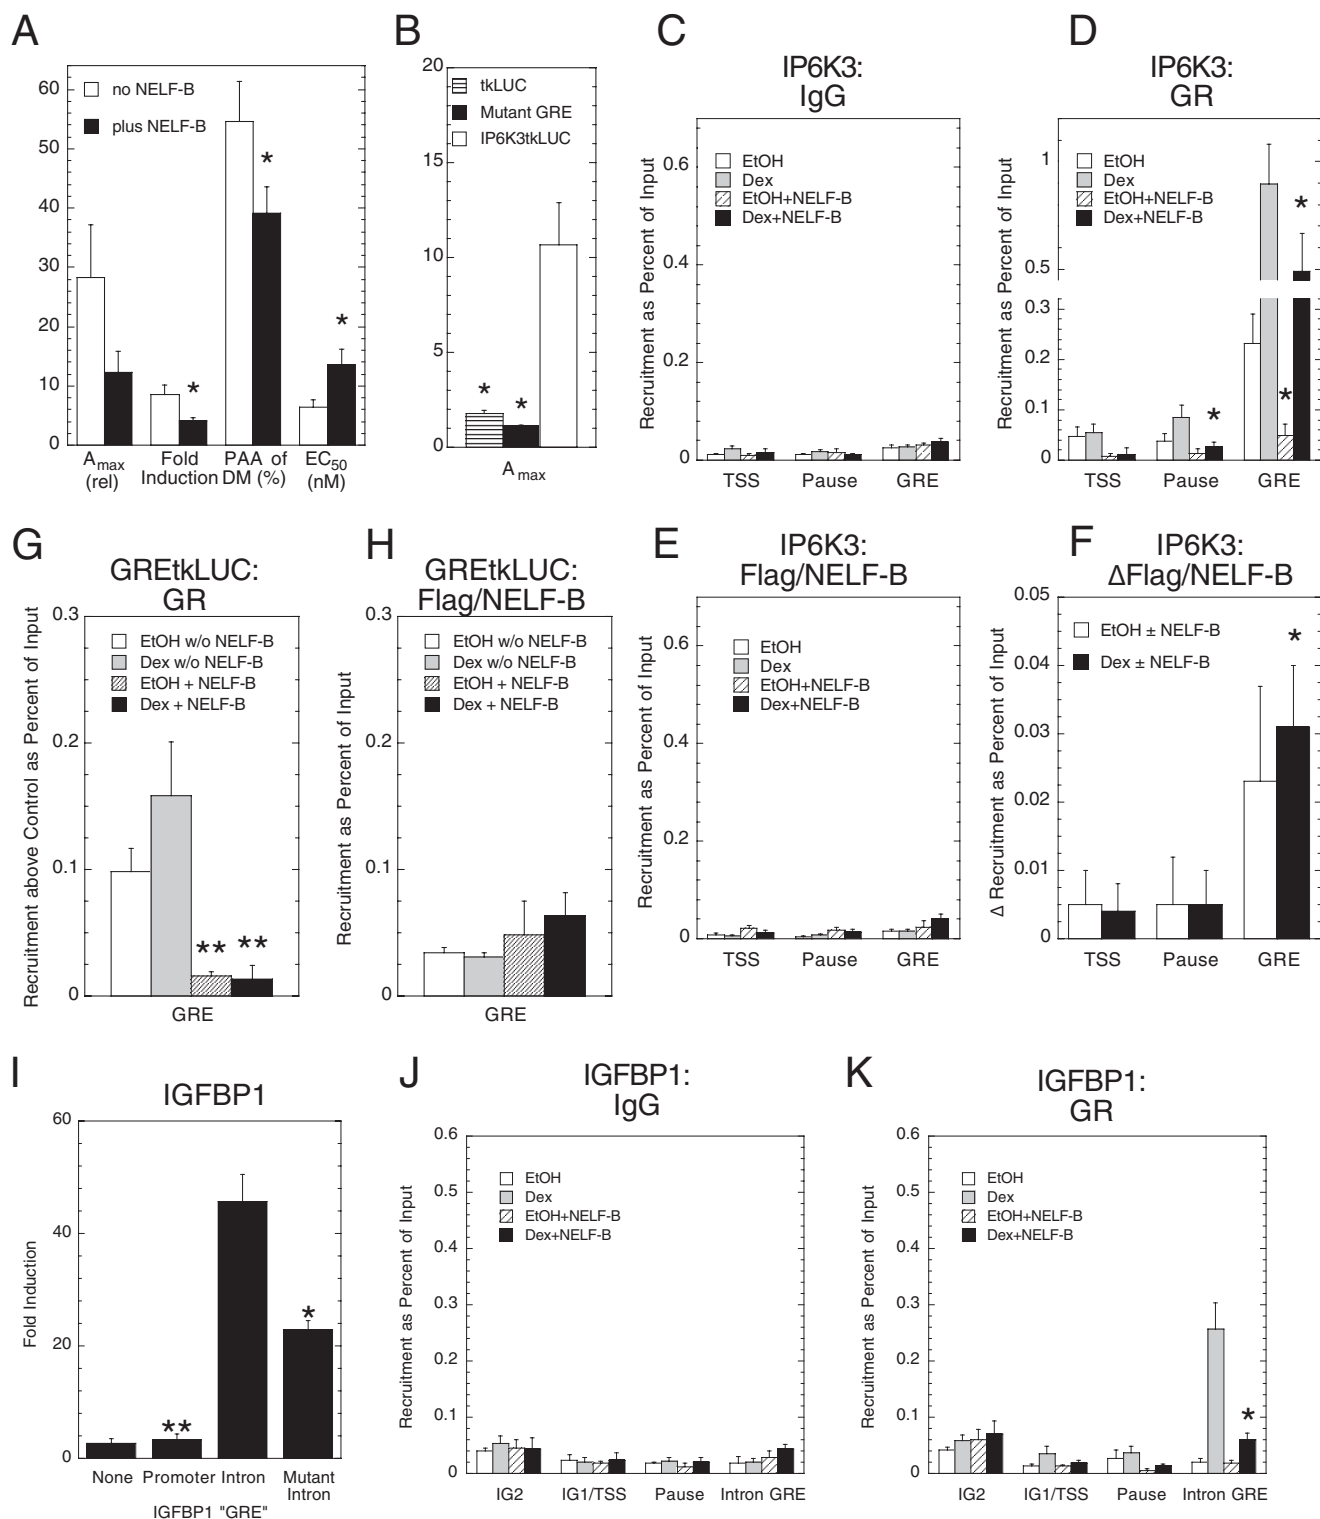 A
60
50
40
30
20
10
0
no NELF-B
plus NELF-B
*
*
*
Amax (rel)
Fold Induction
PAA of DM (%)
EC50 (nM)
B
20
15
10
5
0
tkLUC
Mutant GRE
IP6K3tkLUC
*
*
Amax
C
IP6K3:
IgG
Recruitment as Percent of Input
0.6
0.4
0.2
0
EtOH
Dex
EtOH+NELF-B
Dex+NELF-B
TSS Pause GRE
D
IP6K3:
GR
Recruitment as Percent of Input
1
0.5
0.3
0.1
0
EtOH
Dex
EtOH+NELF-B
Dex+NELF-B
*
*
*
TSS Pause GRE
G
GREtkLUC:
GR
Recruitment above Control as Percent of Input
0.3
0.2
0.1
0
EtOH w/o NELF-B
Dex w/o NELF-B
EtOH + NELF-B
Dex + NELF-B
** **
GRE
H
GREtkLUC:
Flag/NELF-B
Recruitment as Percent of Input
0.3
0.2
0.1
0
EtOH w/o NELF-B
Dex w/o NELF-B
EtOH + NELF-B
Dex + NELF-B
GRE
E
IP6K3:
Flag/NELF-B
Recruitment as Percent of Input
0.6
0.4
0.2
0
EtOH
Dex
EtOH+NELF-B
Dex+NELF-B
TSS Pause GRE
F
IP6K3:
ΔFlag/NELF-B
Δ Recruitment as Percent of Input
0.05
0.04
0.03
0.02
0.01
0
EtOH ± NELF-B
Dex ± NELF-B
*
TSS Pause GRE
I
IGFBP1
Fold Induction
60
40
20
0
**
*
None Promoter Intron Mutant
Intron
IGFBP1 "GRE"
J
IGFBP1:
IgG
Recruitment as Percent of Input
0.6
0.5
0.4
0.3
0.2
0.1
0
EtOH
Dex
EtOH+NELF-B
Dex+NELF-B
IG2 IG1/TSS Pause Intron GRE
K
IGFBP1:
GR
Recruitment as Percent of Input
0.6
0.5
0.4
0.3
0.2
0.1
0
EtOH
Dex
EtOH+NELF-B
Dex+NELF-B
*
IG2 IG1/TSS Pause Intron GRE